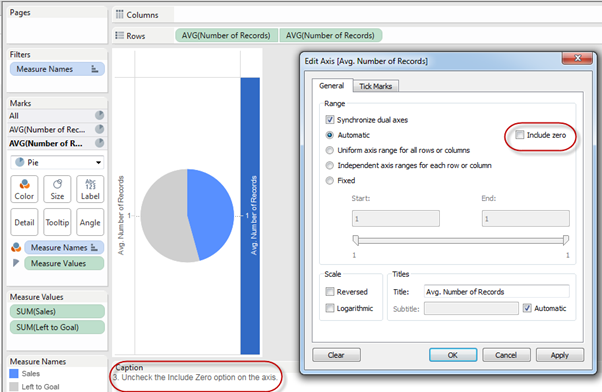 Pages
Columns
Rows
AVG(Number of Records)
AVG(Number of Records)
Filters
Measure Names
Marks
All
AVG(Number of Rec...
AVG(Number of R...
Pie
Color
Size
Abc
123
Label
Detail
Tooltip
Angle
Measure Names
Measure Values
Measure Values
SUM(Sales)
SUM(Left to Goal)
Measure Names
Sales
Left to Goal
Avg. Number of Records
1
1
Avg. Number of Records
Caption
3. Uncheck the Include Zero option on the axis.
Edit Axis [Avg. Number of Records]
General
Tick Marks
Range
Synchronize dual axes
Automatic
Include zero
Uniform axis range for all rows or columns
Independent axis ranges for each row or column
Fixed
Start:
End:
1
1
1
1
Scale
Reversed
Logarithmic
Titles
Title:
Avg. Number of Records
Subtitle:
Automatic
Clear
OK
Cancel
Apply